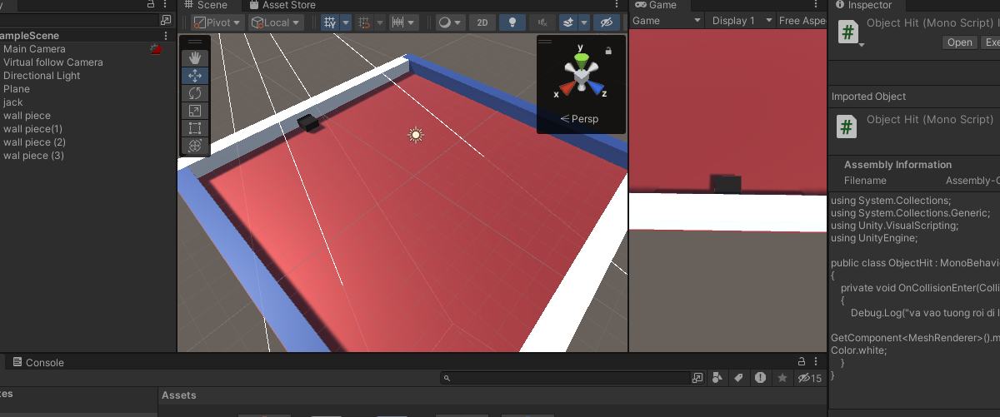 y
Scene
Asset Store
Game
Inspector
Pivot
Local
2D
Game
Display 1
Free Aspe
Object Hit (Mono Script) I
Open
Exe
ampleScene
Main Camera
Virtual follow Camera
Directional Light
Plane
jack
wall piece
wall piece(1)
wall piece (2)
wal piece (3)
y
x
z
Persp
Imported Object
Object Hit (Mono Script)
#
#
Assembly Information
Filename
Assembly-C
using System.Collections;
using System.Collections.Generic;
using Unity.VisualScripting;
using UnityEngine;
public class ObjectHit : MonoBehavi
{
private void OnCollisionEnter(Colli
{
Debug.Log("va vao tuong roi di l
GetComponent<MeshRenderer>().m
Color.white;
}
}
Console
15
tes
Assets